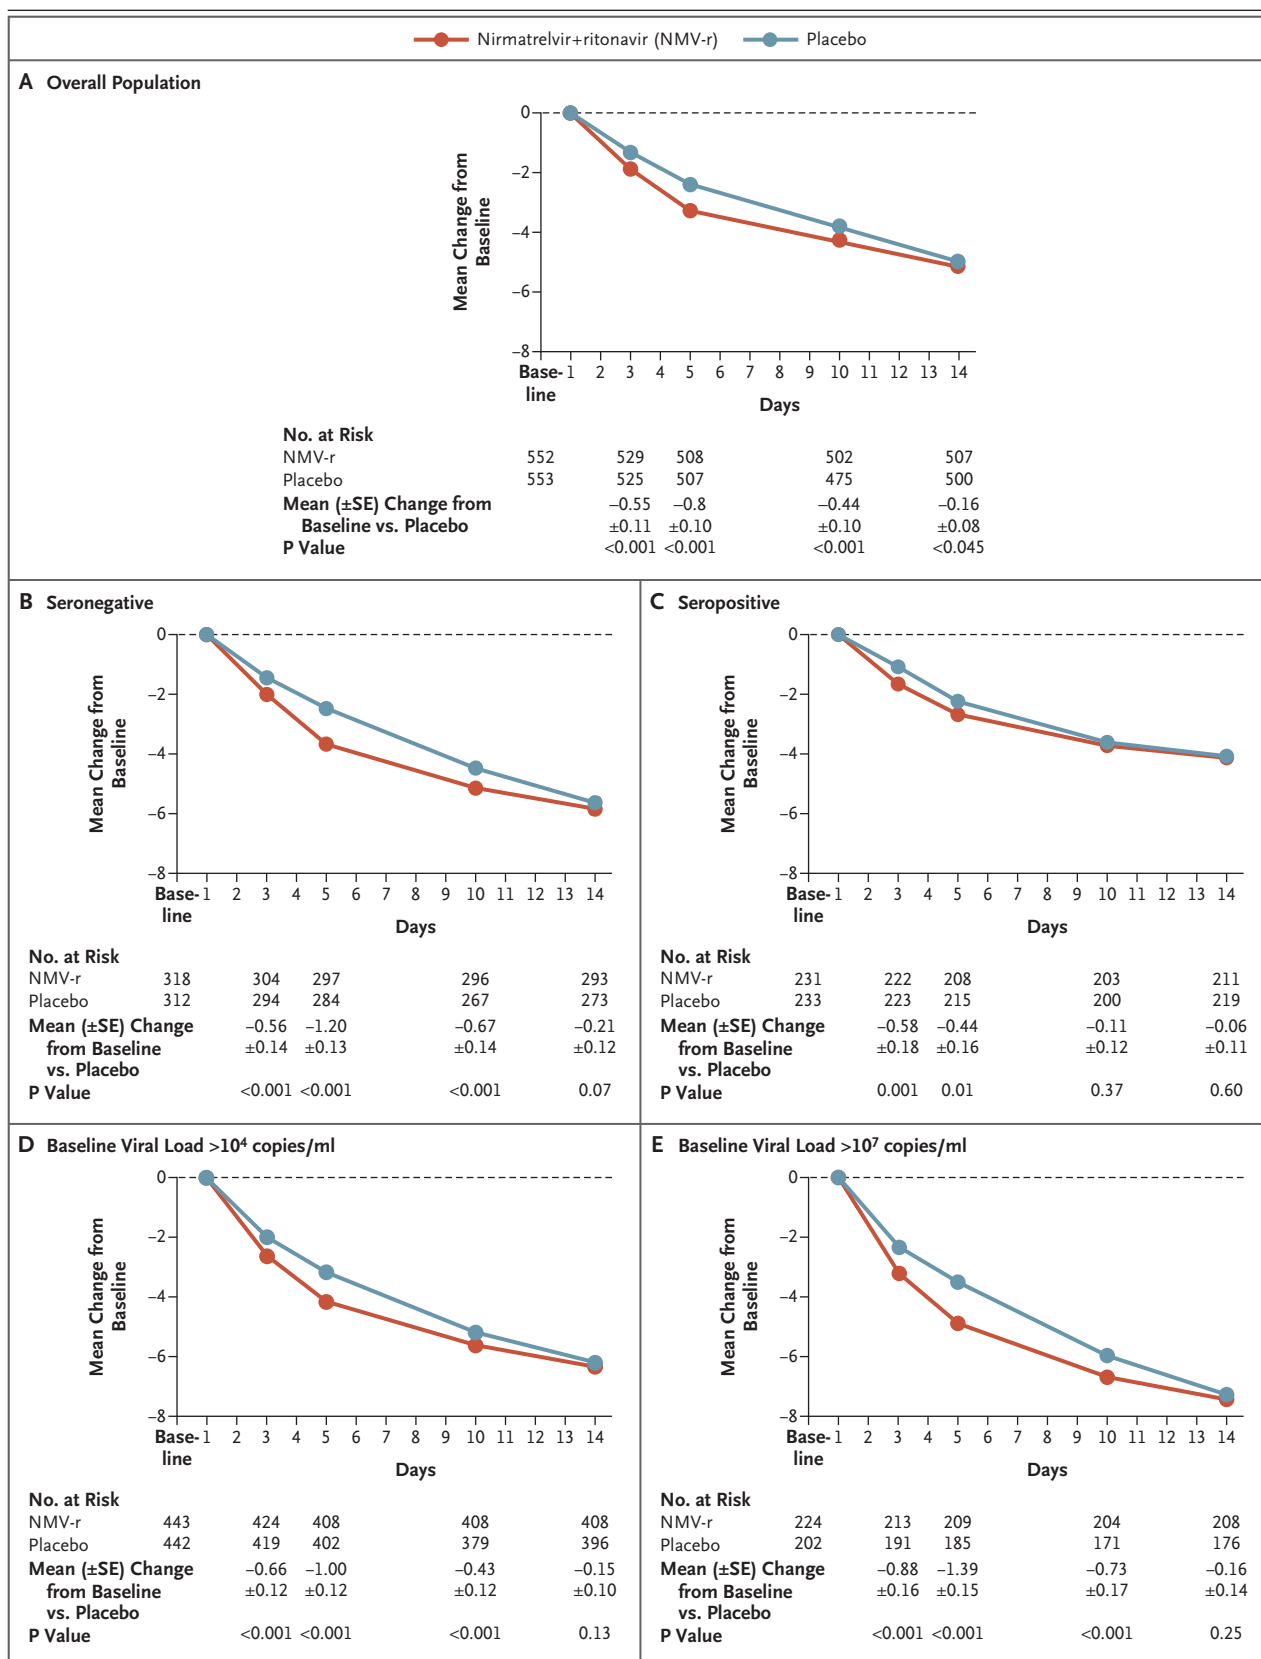 Nirmatrelvir+ritonavir (NMV-r) Placebo
A Overall Population
Mean Change from
Baseline
0
–2
–4
–6
–8
Base-
line
1 2 3 4 5 6 7 8 9 10 11 12 13 14
Days
No. at Risk
NMV-r 552 529 508 502 507
Placebo 553 525 507 475 500
Mean (±SE) Change from –0.55 –0.8 –0.44 –0.16
Baseline vs. Placebo ±0.11 ±0.10 ±0.10 ±0.08
P Value <0.001 <0.001 <0.001 <0.045
B Seronegative
Mean Change from
Baseline
0
–2
–4
–6
–8
Base-
line
1 2 3 4 5 6 7 8 9 10 11 12 13 14
Days
No. at Risk
NMV-r 318 304 297 296 293
Placebo 312 294 284 267 273
Mean (±SE) Change –0.56 –1.20 –0.67 –0.21
from Baseline ±0.14 ±0.13 ±0.14 ±0.12
vs. Placebo
P Value <0.001 <0.001 <0.001 0.07
C Seropositive
Mean Change from
Baseline
0
–2
–4
–6
–8
Base-
line
1 2 3 4 5 6 7 8 9 10 11 12 13 14
Days
No. at Risk
NMV-r 231 222 208 203 211
Placebo 233 223 215 200 219
Mean (±SE) Change –0.58 –0.44 –0.11 –0.06
from Baseline ±0.18 ±0.16 ±0.12 ±0.11
vs. Placebo
P Value 0.001 0.01 0.37 0.60
D Baseline Viral Load >10⁴ copies/ml
Mean Change from
Baseline
0
–2
–4
–6
–8
Base-
line
1 2 3 4 5 6 7 8 9 10 11 12 13 14
Days
No. at Risk
NMV-r 443 424 408 408 408
Placebo 442 419 402 379 396
Mean (±SE) Change –0.66 –1.00 –0.43 –0.15
from Baseline ±0.12 ±0.12 ±0.12 ±0.10
vs. Placebo
P Value <0.001 <0.001 <0.001 0.13
E Baseline Viral Load >10⁷ copies/ml
Mean Change from
Baseline
0
–2
–4
–6
–8
Base-
line
1 2 3 4 5 6 7 8 9 10 11 12 13 14
Days
No. at Risk
NMV-r 224 213 209 204 208
Placebo 202 191 185 171 176
Mean (±SE) Change –0.88 –1.39 –0.73 –0.16
from Baseline ±0.16 ±0.15 ±0.17 ±0.14
vs. Placebo
P Value <0.001 <0.001 <0.001 0.25